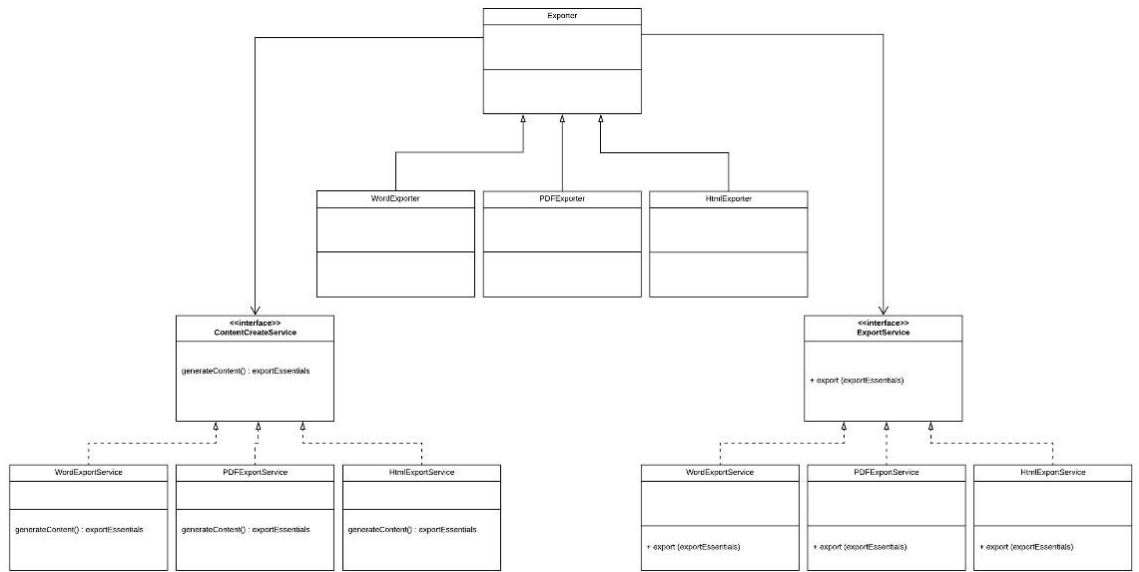 Exporter
WordExporter
PDFExporter
HtmlExporter
<<interface>>
ContentCreateService
generateContent() : exportEssentials
<<interface>>
ExportService
+ export (exportEssentials)
WordExportService
generateContent() : exportEssentials
PDFExportService
generateContent() : exportEssentials
HtmlExportService
generateContent() : exportEssentials
WordExportService
+ export (exportEssentials)
PDFExportService
+ export (exportEssentials)
HtmlExportService
+ export (exportEssentials)